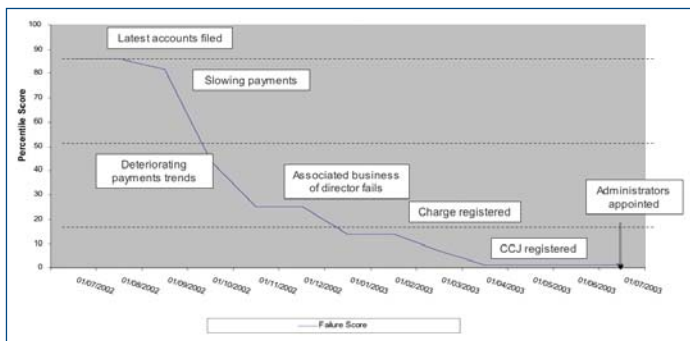 100
90
80
70
60
50
40
30
20
10
0
Percentile Score
Latest accounts filed
Slowing payments
Deteriorating
payments trends
Associated business
of director fails
Charge registered
CCJ registered
Administrators
appointed
01/07/2002
01/08/2002
01/09/2002
01/10/2002
01/11/2002
01/12/2002
01/01/2003
01/02/2003
01/03/2003
01/04/2003
01/05/2003
01/06/2003
01/07/2003
Failure Score